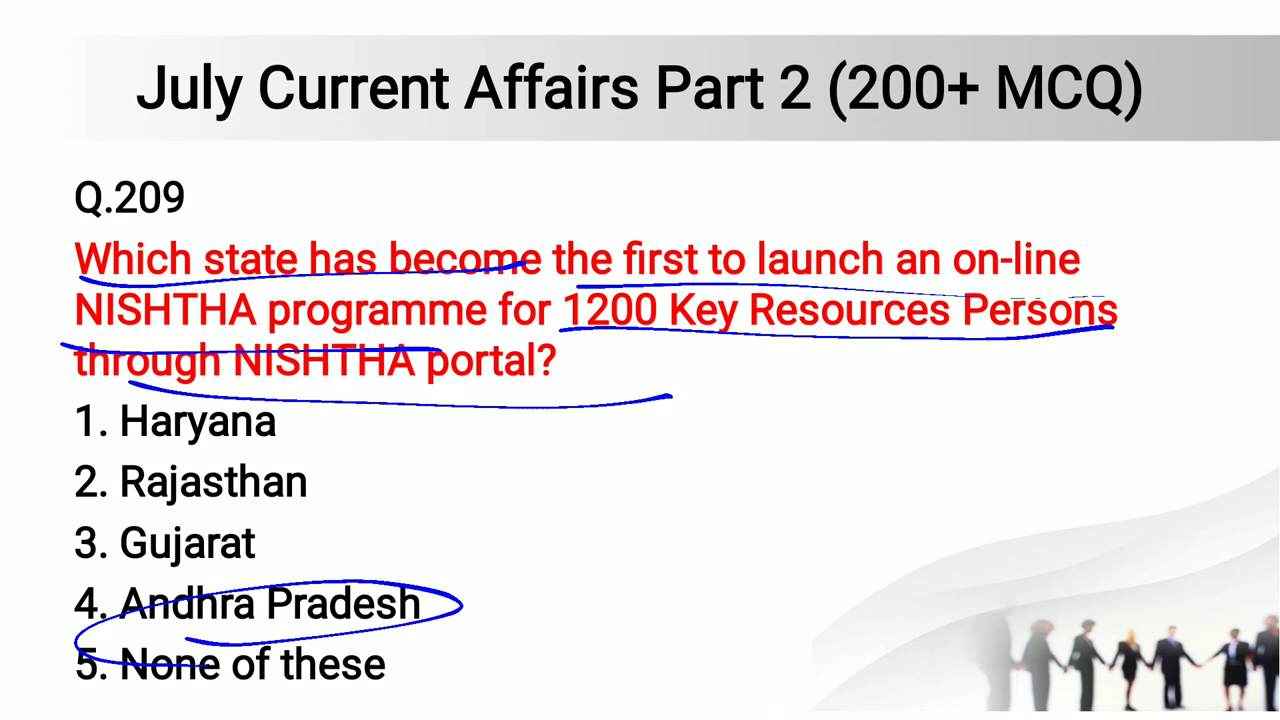 July Current Affairs Part 2 (200+ MCQ)
Q.209
Which state has become the first to launch an on-line
NISHTHA programme for 1200 Key Resources Persons
through NISHTHA portal?
1. Haryana
2. Rajasthan
3. Gujarat
4. Andhra Pradesh
5. None of these